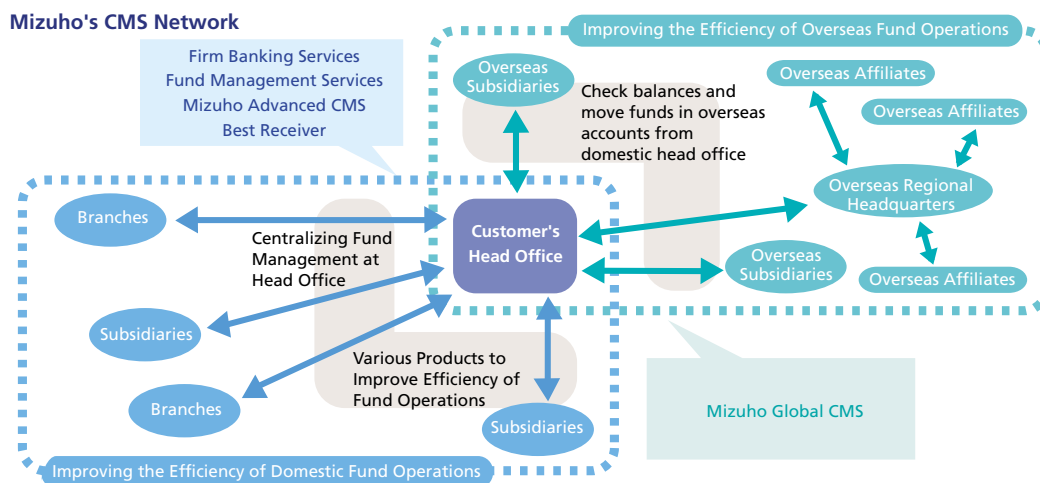 Mizuho's CMS Network
Improving the Efficiency of Overseas Fund Operations
Firm Banking Services
Fund Management Services
Mizuho Advanced CMS
Best Receiver
Overseas
Subsidiaries
Check balances and
move funds in overseas
accounts from
domestic head office
Overseas Affiliates
Overseas Affiliates
Overseas Regional
Headquarters
Branches
Customer's
Head Office
Centralizing Fund
Management at
Head Office
Overseas
Subsidiaries
Overseas Affiliates
Subsidiaries
Various Products to
Improve Efficiency of
Fund Operations
Branches
Subsidiaries
Mizuho Global CMS
Improving the Efficiency of Domestic Fund Operations